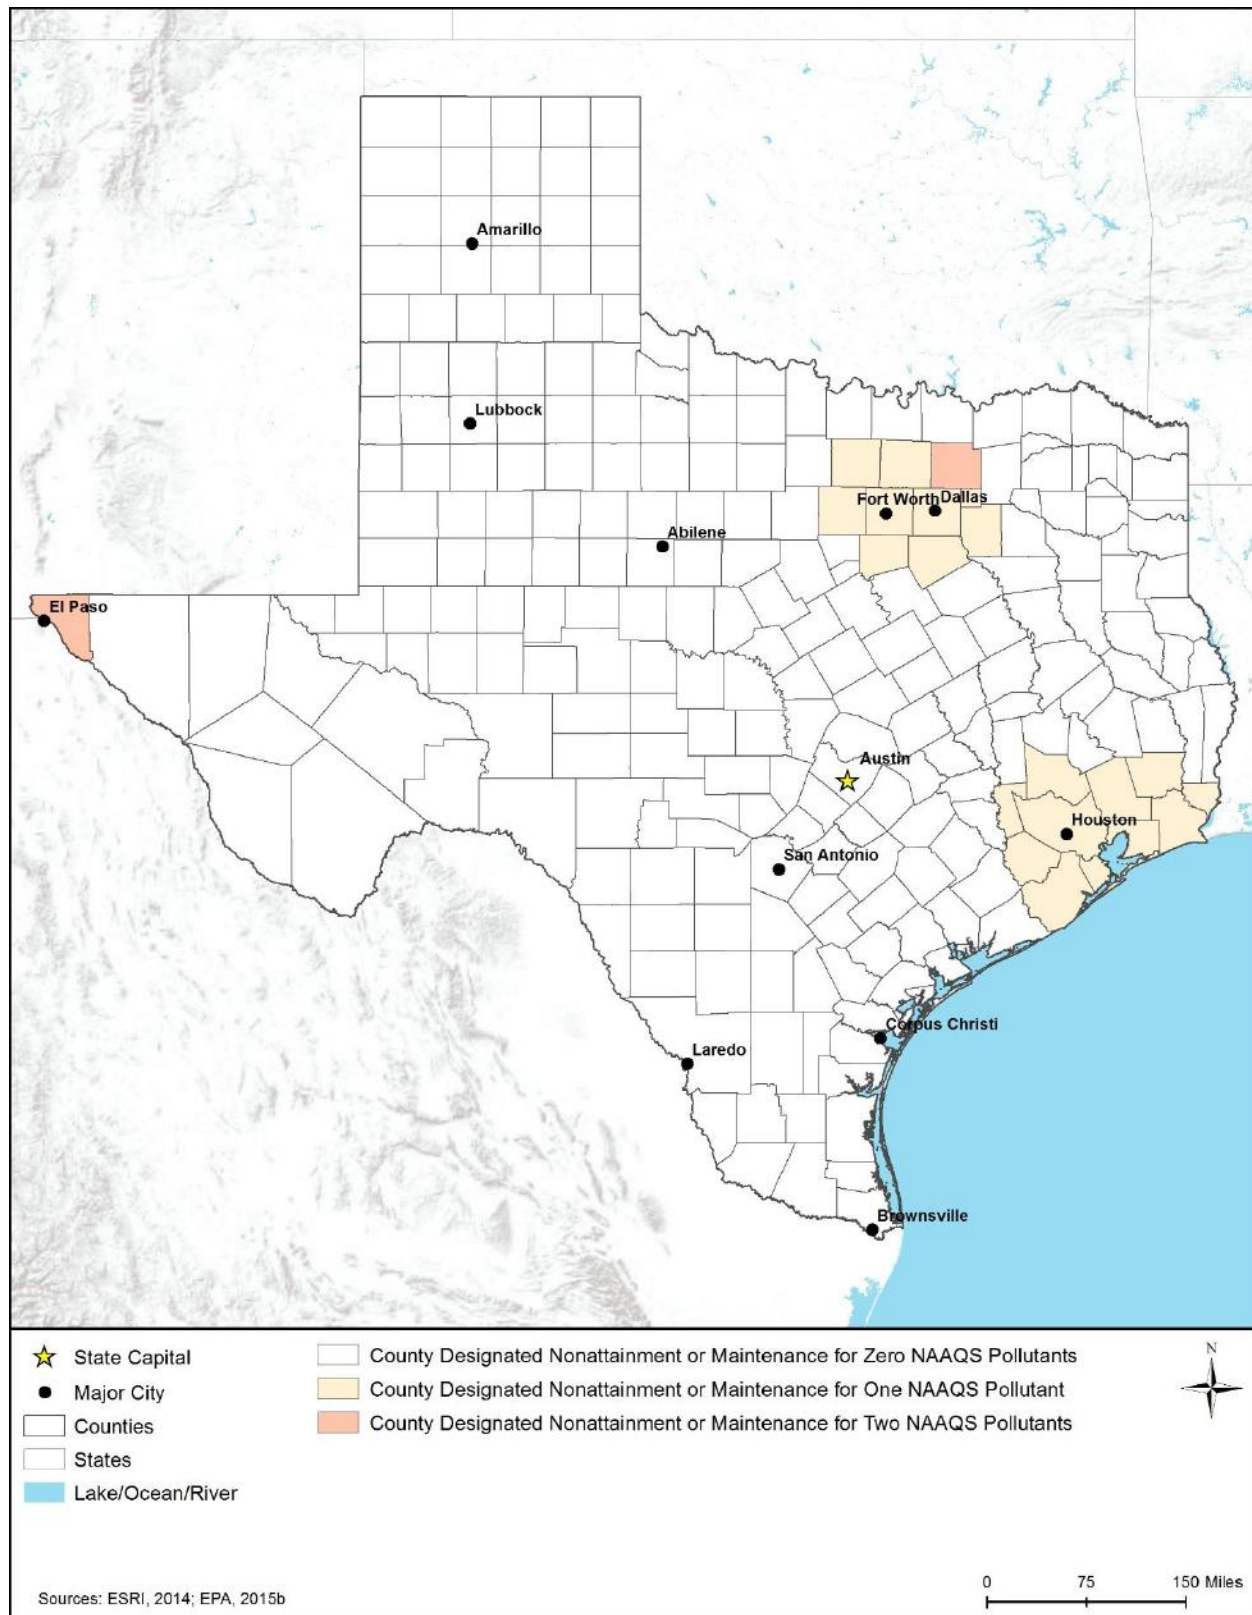 Amarillo
Lubbock
Fort Worth Dallas
Abilene
El Paso
Austin
Houston
San Antonio
Corpus Christi
Laredo
Brownsville
State Capital
Major City
Counties
States
Lake/Ocean/River
County Designated Nonattainment or Maintenance for Zero NAAQS Pollutants
County Designated Nonattainment or Maintenance for One NAAQS Pollutant
County Designated Nonattainment or Maintenance for Two NAAQS Pollutants
N
Sources: ESRI, 2014; EPA, 2015b
0 75 150 Miles